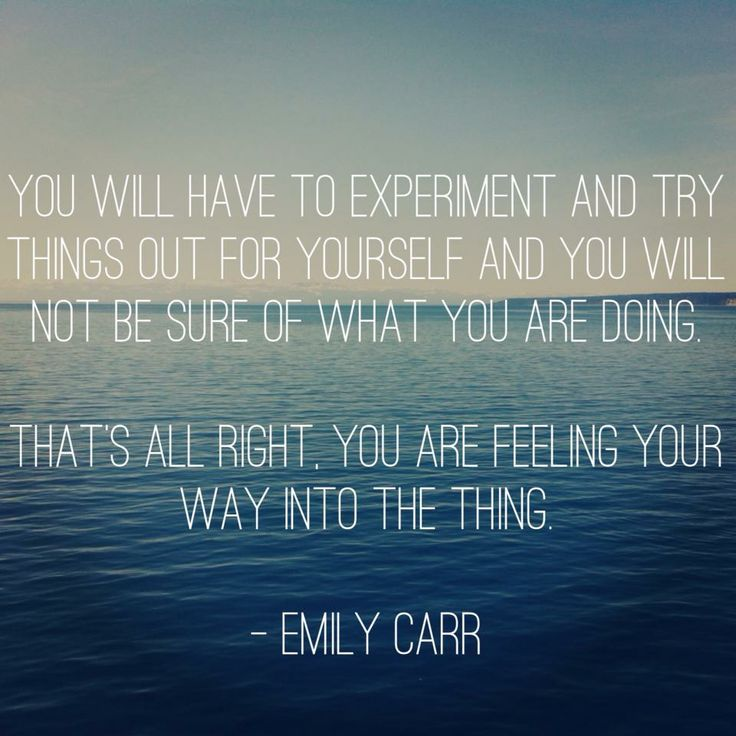 YOU WILL HAVE TO EXPERIMENT AND TRY
THINGS OUT FOR YOURSELF AND YOU WILL
NOT BE SURE OF WHAT YOU ARE DOING.
THAT'S ALL RIGHT, YOU ARE FEELING YOUR
WAY INTO THE THING.
- EMILY CARR